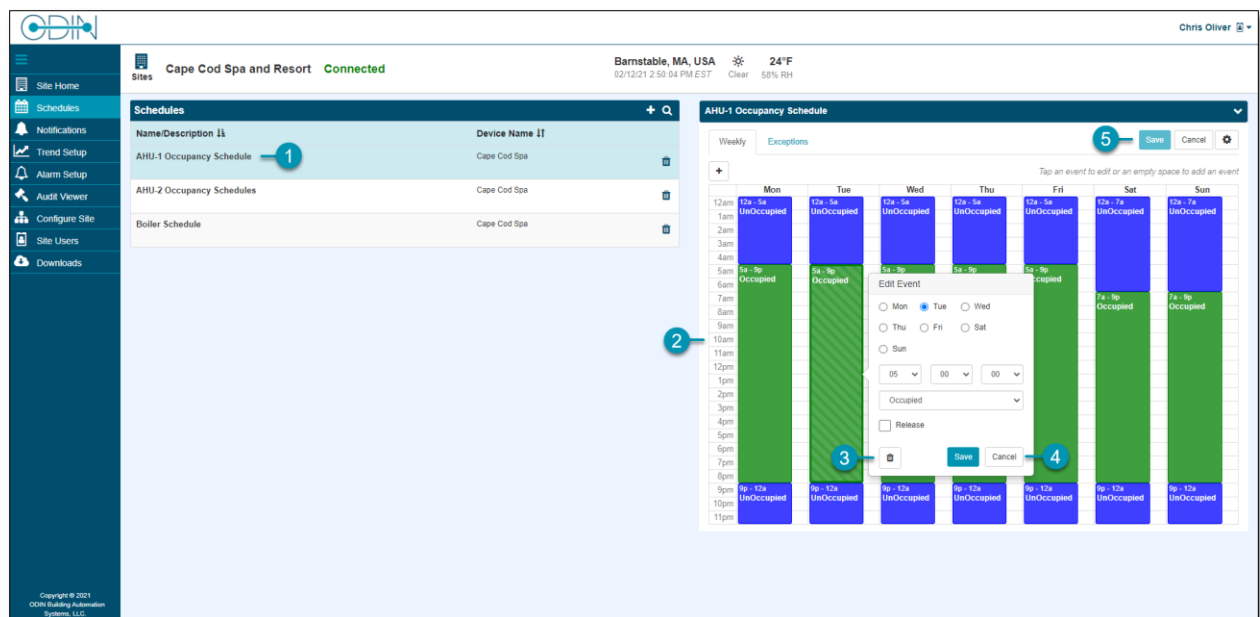 ODIN
Chris Oliver
Sites
Cape Cod Spa and Resort Connected
Barnstable, MA, USA
02/12/21 2:50:04 PM EST
Clear
24°F
58% RH
Site Home
Schedules
Notifications
Trend Setup
Alarm Setup
Audit Viewer
Configure Site
Site Users
Downloads
Copyright © 2021
ODIN Building Automation
Systems, LLC.
Schedules
Name/Description
Device Name
AHU-1 Occupancy Schedule
1
Cape Cod Spa
AHU-2 Occupancy Schedules
Cape Cod Spa
Boiler Schedule
Cape Cod Spa
AHU-1 Occupancy Schedule
Weekly
Exceptions
5
Save
Cancel
+
Tap an event to edit or an empty space to add an event
Mon Tue Wed Thu Fri Sat Sun
12am
1am
2am
3am
4am
5am
6am
7am
8am
9am
2
10am
11am
12pm
1pm
2pm
3pm
4pm
5pm
6pm
7pm
8pm
9pm
10pm
11pm
12a - 5a 12a - 5a 12a - 5a 12a - 5a 12a - 5a 12a - 7a 12a - 7a
UnOccupied UnOccupied UnOccupied UnOccupied UnOccupied UnOccupied UnOccupied
5a - 9p 5a - 9p 5a - 9p 5a - 9p 5a - 9p
Occupied Occupied
7a - 9p 7a - 9p
Occupied Occupied
9p - 12a 9p - 12a 9p - 12a 9p - 12a 9p - 12a 9p - 12a 9p - 12a
UnOccupied UnOccupied UnOccupied UnOccupied UnOccupied UnOccupied UnOccupied
Edit Event
Mon Tue Wed
Thu Fri Sat
Sun
05 00 00
Occupied
Release
3
Save
Cancel
4